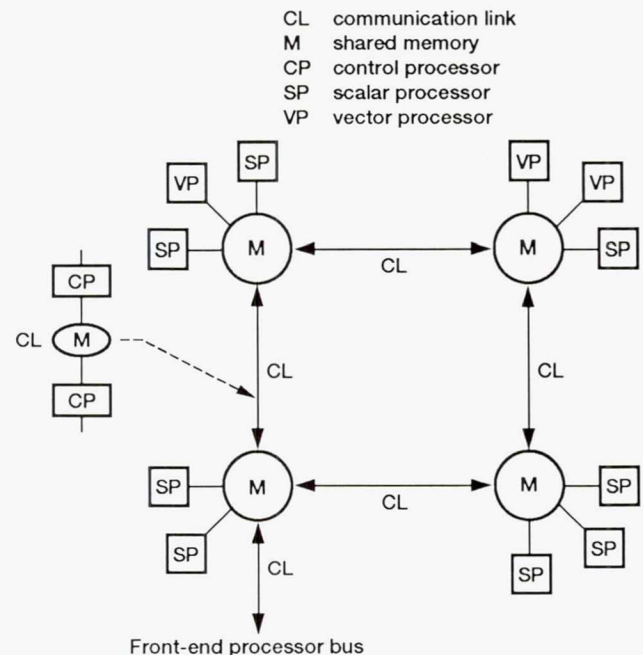 CL communication link
M shared memory
CP control processor
SP scalar processor
VP vector processor
SP
VP
SP
M
CL
VP
VP
SP
M
CP
CL
M
CP
CL
CL
SP
SP
M
CL
M
SP
SP
SP
CL
Front-end processor bus